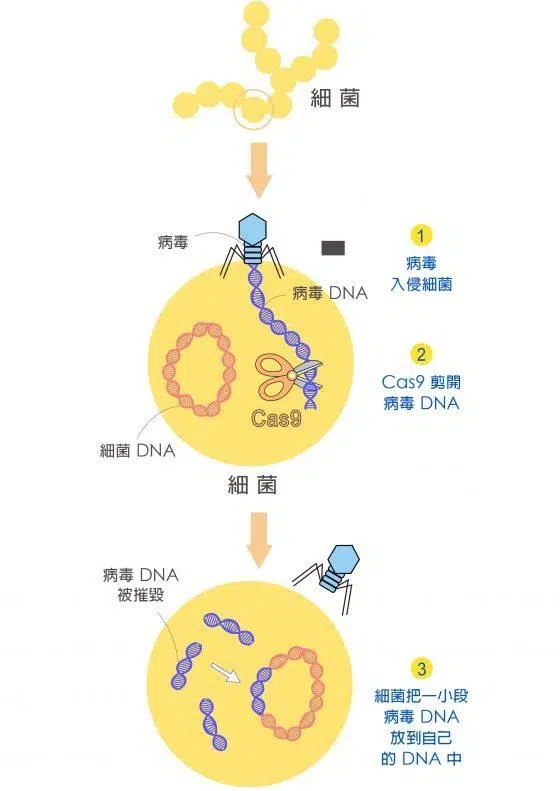 細菌
病毒
1
病毒
入侵細菌
病毒 DNA
2
Cas9 剪開
病毒 DNA
Cas9
細菌 DNA
細菌
病毒 DNA
被摧毀
3
細菌把一小段
病毒 DNA
放到自己
的 DNA 中